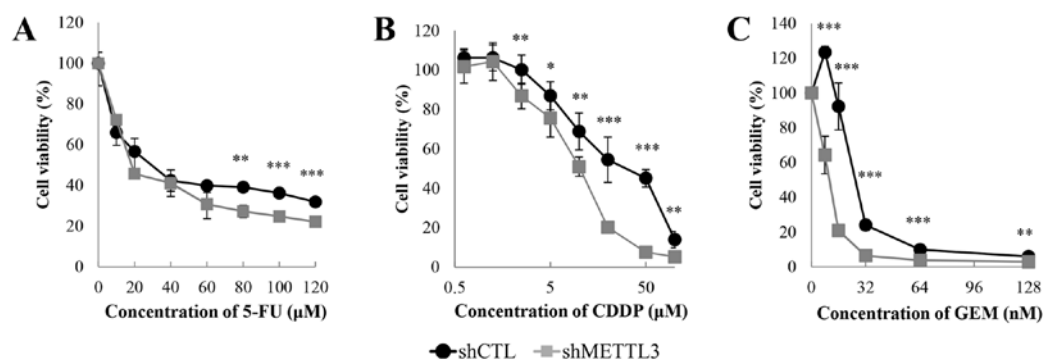 A
120
100
80
60
40
20
0
Cell viability (%)
**
***
***
0 20 40 60 80 100 120
Concentration of 5-FU (μM)
B
120
100
80
60
40
20
0
Cell viability (%)
**
*
**
***
***
**
0.5 5 50
Concentration of CDDP (μM)
C
140
120
100
80
60
40
20
0
Cell viability (%)
***
***
***
***
**
0 32 64 96 128
Concentration of GEM (nM)
shCTL shMETTL3